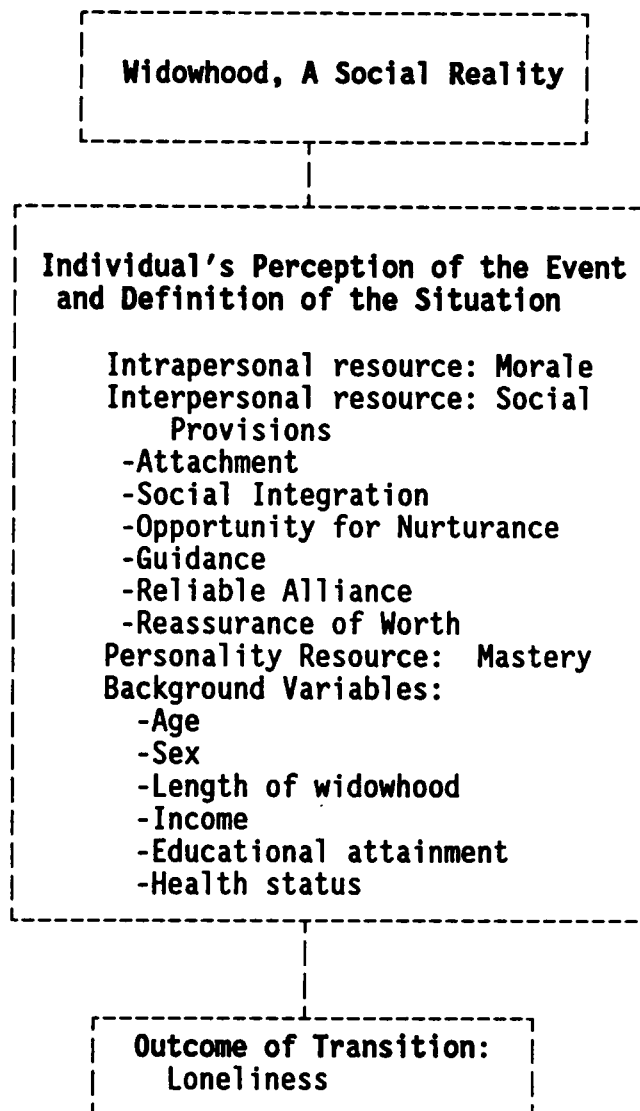 Widowhood, A Social Reality
Individual's Perception of the Event
and Definition of the Situation
Intrapersonal resource: Morale
Interpersonal resource: Social
Provisions
-Attachment
-Social Integration
-Opportunity for Nurturance
-Guidance
-Reliable Alliance
-Reassurance of Worth
Personality Resource: Mastery
Background Variables:
-Age
-Sex
-Length of widowhood
-Income
-Educational attainment
-Health status
Outcome of Transition:
Loneliness